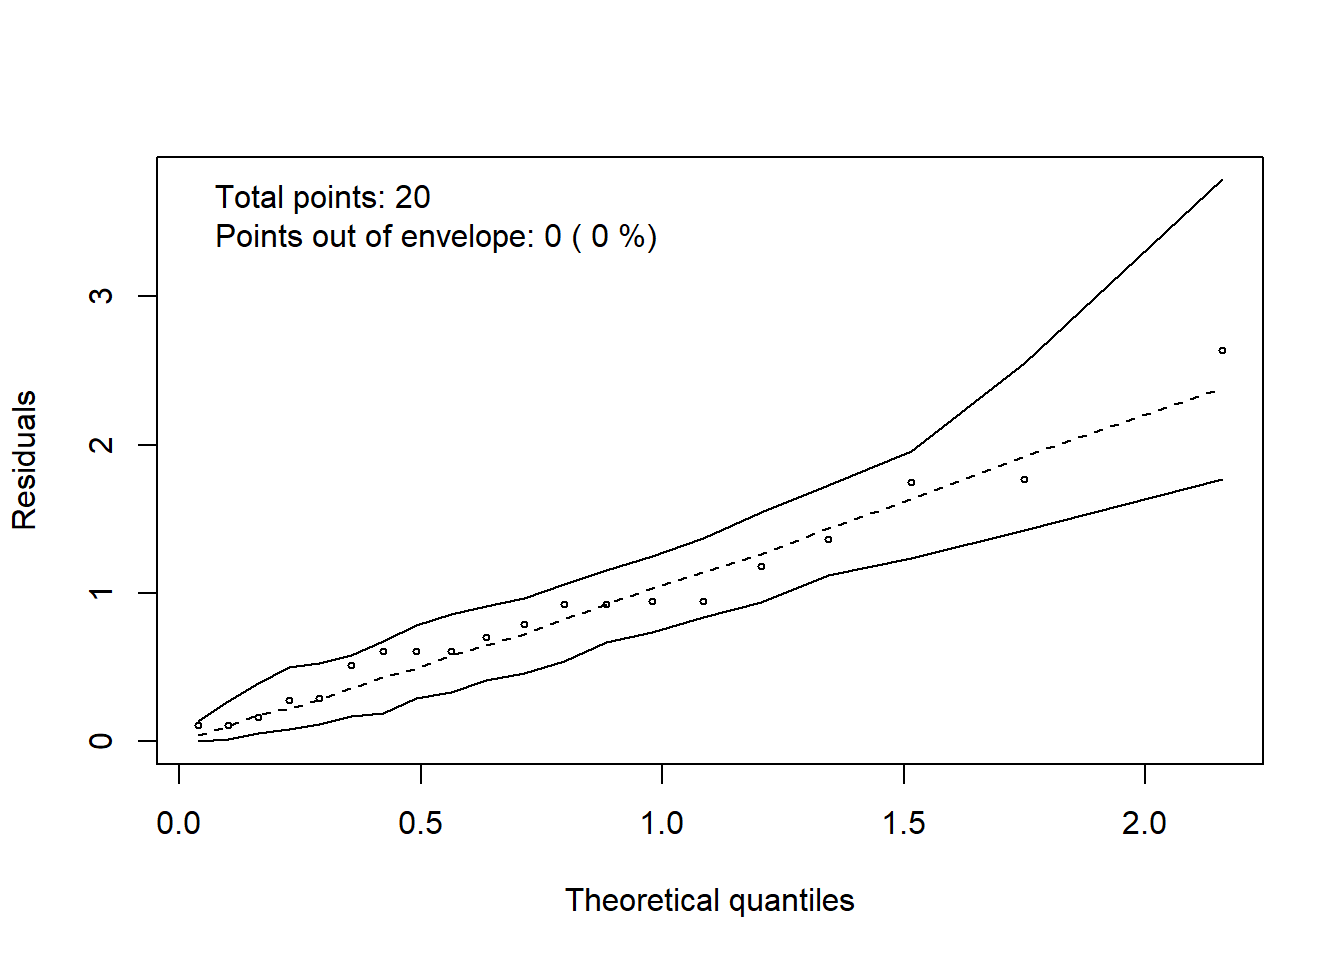 Total points: 20
Points out of envelope: 0 ( 0 %)
Residuals
3
2
1
0
0.0 0.5 1.0 1.5 2.0
Theoretical quantiles